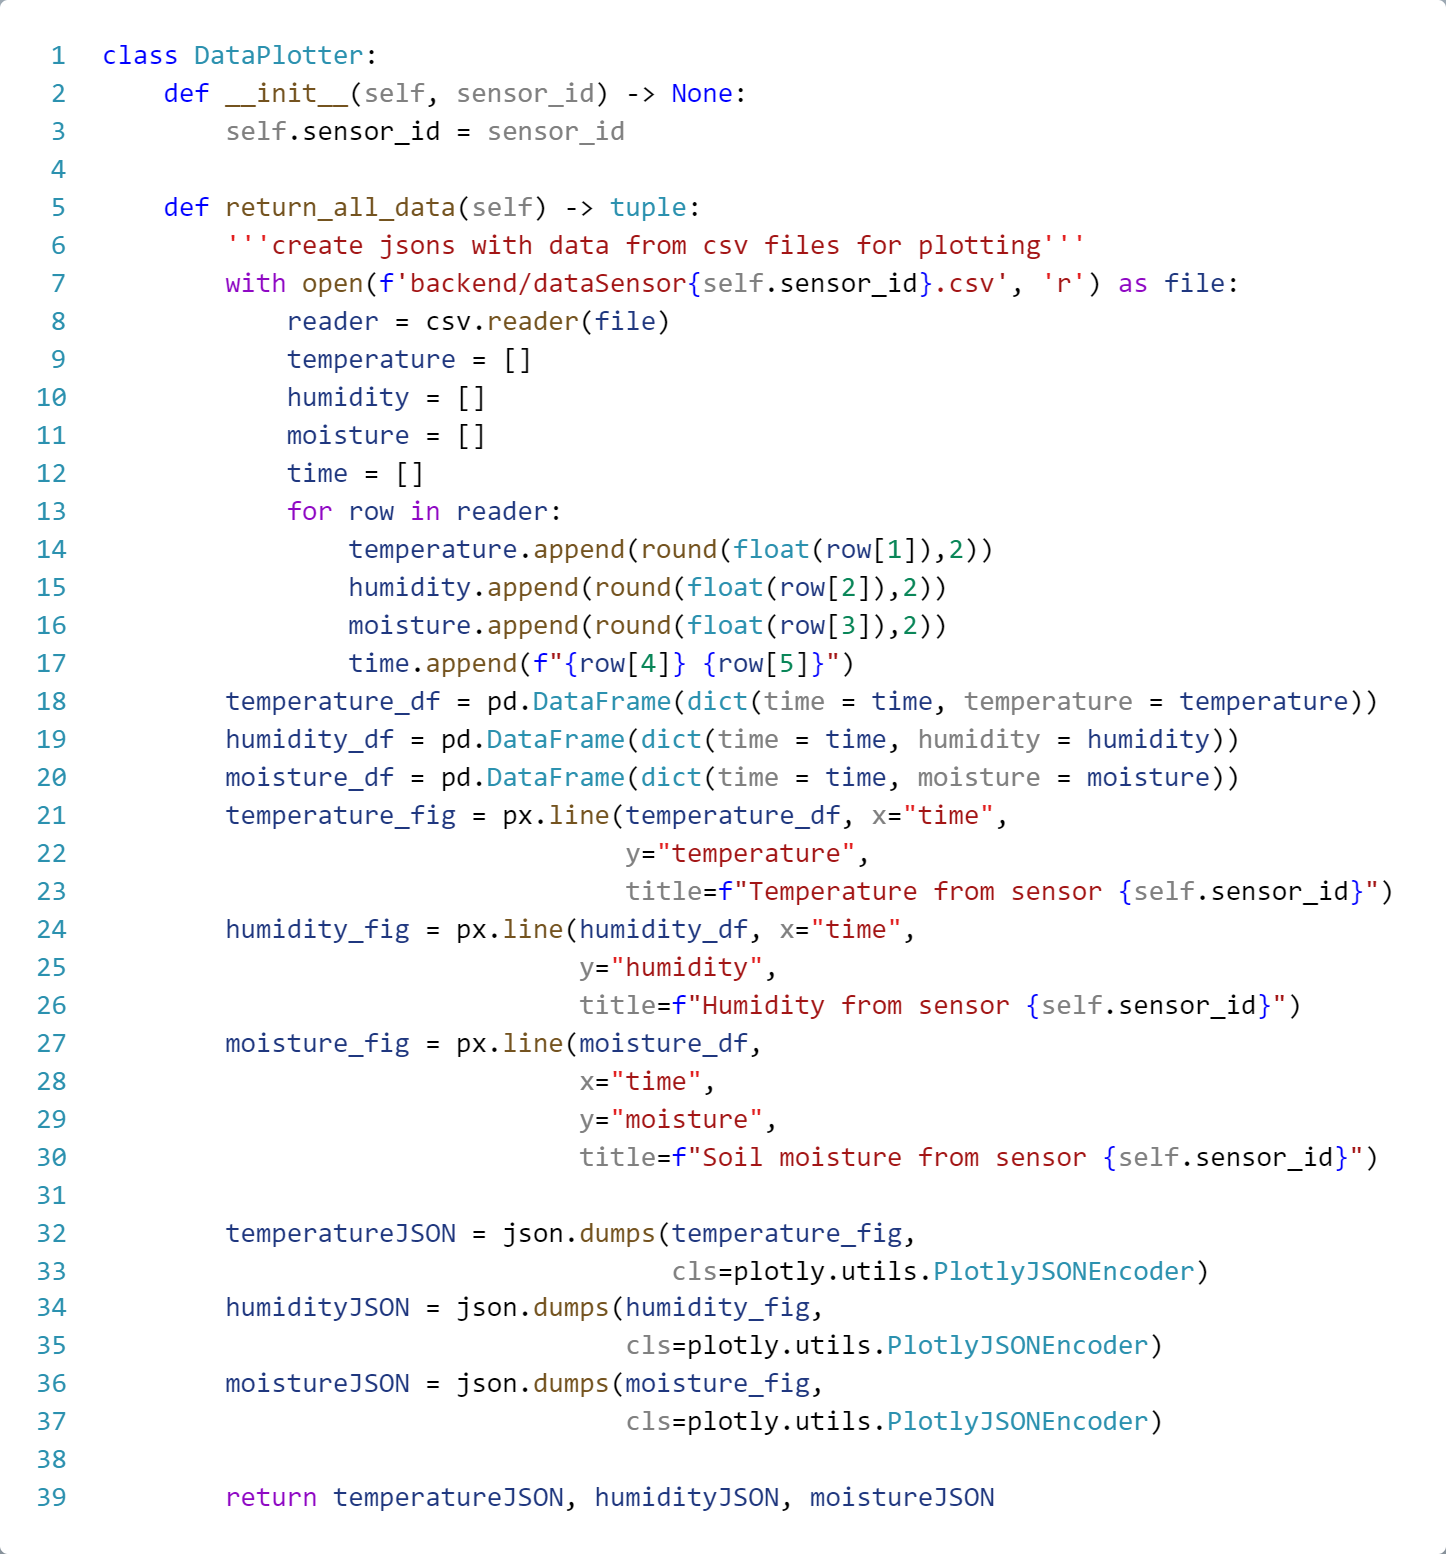 1 class DataPlotter:
2     def __init__(self, sensor_id) -> None:
3         self.sensor_id = sensor_id
4
5     def return_all_data(self) -> tuple:
6         '''create jsons with data from csv files for plotting'''
7         with open(f'backend/dataSensor{self.sensor_id}.csv', 'r') as file:
8             reader = csv.reader(file)
9             temperature = []
10             humidity = []
11             moisture = []
12             time = []
13             for row in reader:
14                 temperature.append(round(float(row[1]),2))
15                 humidity.append(round(float(row[2]),2))
16                 moisture.append(round(float(row[3]),2))
17                 time.append(f"{row[4]} {row[5]}")
18         temperature_df = pd.DataFrame(dict(time = time, temperature = temperature))
19         humidity_df = pd.DataFrame(dict(time = time, humidity = humidity))
20         moisture_df = pd.DataFrame(dict(time = time, moisture = moisture))
21         temperature_fig = px.line(temperature_df, x="time",
22                                   y="temperature",
23                                   title=f"Temperature from sensor {self.sensor_id}")
24         humidity_fig = px.line(humidity_df, x="time",
25                                y="humidity",
26                                title=f"Humidity from sensor {self.sensor_id}")
27         moisture_fig = px.line(moisture_df,
28                                x="time",
29                                y="moisture",
30                                title=f"Soil moisture from sensor {self.sensor_id}")
31
32         temperatureJSON = json.dumps(temperature_fig,
33                                      cls=plotly.utils.PlotlyJSONEncoder)
34         humidityJSON = json.dumps(humidity_fig,
35                                   cls=plotly.utils.PlotlyJSONEncoder)
36         moistureJSON = json.dumps(moisture_fig,
37                                   cls=plotly.utils.PlotlyJSONEncoder)
38
39         return temperatureJSON, humidityJSON, moistureJSON